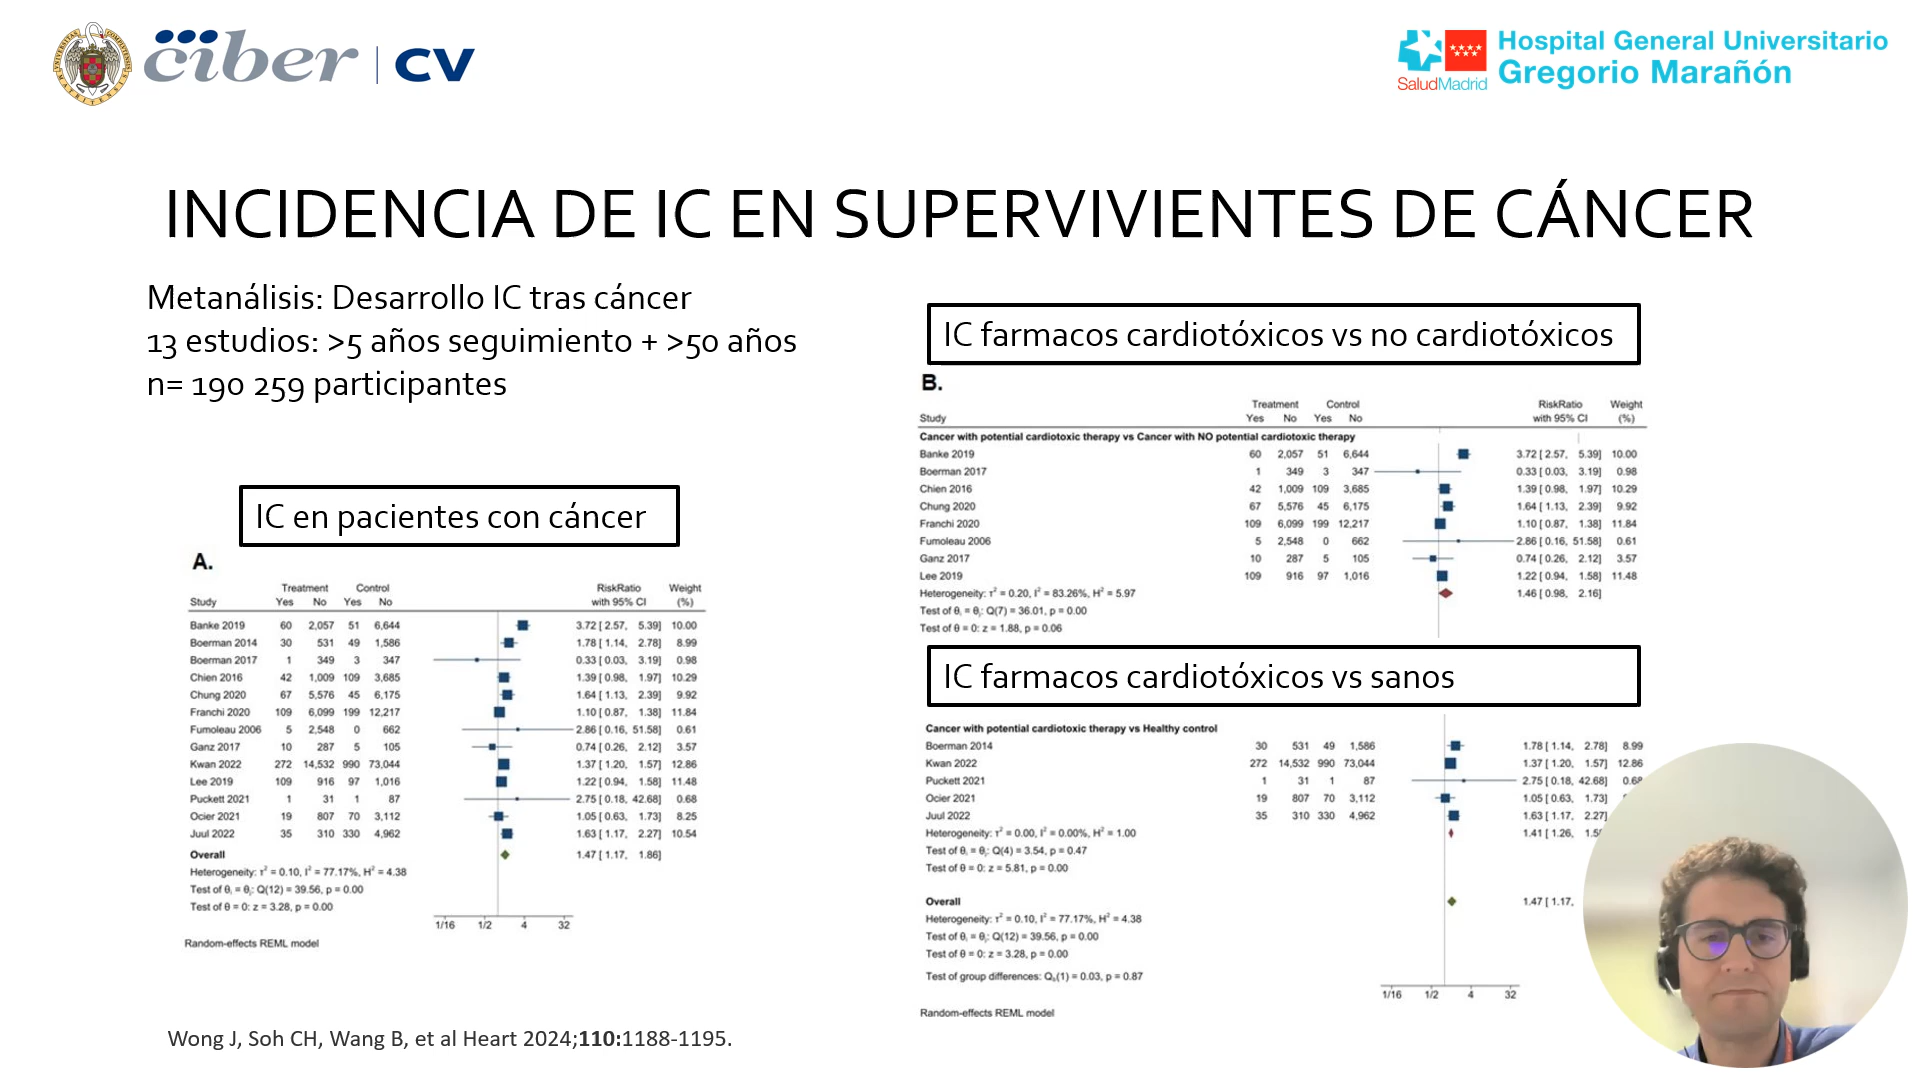 ciber | CV
SaludMadrid
Hospital General Universitario
Gregorio Marañón
INCIDENCIA DE IC EN SUPERVIVIENTES DE CÁNCER
Metanálisis: Desarrollo IC tras cáncer
13 estudios: >5 años seguimiento + >50 años
n= 190 259 participantes
IC en pacientes con cáncer
A.
Treatment Control RiskRatio Weight
Study Yes No Yes No with 95% CI (%)
Banke 2019 60 2,057 51 6,644 3.72 [ 2.57, 5.39] 10.00
Boerman 2014 30 531 49 1,586 1.78 [ 1.14, 2.78] 8.99
Boerman 2017 1 349 3 347 0.33 [ 0.03, 3.19] 0.98
Chien 2016 42 1,009 109 3,685 1.39 [ 0.98, 1.97] 10.29
Chung 2020 67 5,576 45 6,175 1.64 [ 1.13, 2.39] 9.92
Franchi 2020 109 6,099 199 12,217 1.10 [ 0.87, 1.38] 11.84
Fumoleau 2006 5 2,548 0 662 2.86 [ 0.16, 51.58] 0.61
Ganz 2017 10 287 5 105 0.74 [ 0.26, 2.12] 3.57
Kwan 2022 272 14,532 990 73,044 1.37 [ 1.20, 1.57] 12.86
Lee 2019 109 916 97 1,016 1.22 [ 0.94, 1.58] 11.48
Puckett 2021 1 31 1 87 2.75 [ 0.18, 42.68] 0.68
Ocier 2021 19 807 70 3,112 1.05 [ 0.63, 1.73] 8.25
Juul 2022 35 310 330 4,962 1.63 [ 1.17, 2.27] 10.54
Overall 1.47 [ 1.17, 1.86]
Heterogeneity: τ² = 0.10, I² = 77.17%, H² = 4.38
Test of θᵢ = θⱼ: Q(12) = 39.56, p = 0.00
Test of θ = 0: z = 3.28, p = 0.00
1/16 1/2 4 32
Random-effects REML model
IC farmacos cardiotóxicos vs no cardiotóxicos
B.
Treatment Control RiskRatio Weight
Study Yes No Yes No with 95% CI (%)
Cancer with potential cardiotoxic therapy vs Cancer with NO potential cardiotoxic therapy
Banke 2019 60 2,057 51 6,644 3.72 [ 2.57, 5.39] 10.00
Boerman 2017 1 349 3 347 0.33 [ 0.03, 3.19] 0.98
Chien 2016 42 1,009 109 3,685 1.39 [ 0.98, 1.97] 10.29
Chung 2020 67 5,576 45 6,175 1.64 [ 1.13, 2.39] 9.92
Franchi 2020 109 6,099 199 12,217 1.10 [ 0.87, 1.38] 11.84
Fumoleau 2006 5 2,548 0 662 2.86 [ 0.16, 51.58] 0.61
Ganz 2017 10 287 5 105 0.74 [ 0.26, 2.12] 3.57
Lee 2019 109 916 97 1,016 1.22 [ 0.94, 1.58] 11.48
Heterogeneity: τ² = 0.20, I² = 83.26%, H² = 5.97 1.46 [ 0.98, 2.16]
Test of θᵢ = θⱼ: Q(7) = 36.01, p = 0.00
Test of θ = 0: z = 1.88, p = 0.06
IC farmacos cardiotóxicos vs sanos
Cancer with potential cardiotoxic therapy vs Healthy control
Boerman 2014 30 531 49 1,586 1.78 [ 1.14, 2.78] 8.99
Kwan 2022 272 14,532 990 73,044 1.37 [ 1.20, 1.57] 12.86
Puckett 2021 1 31 1 87 2.75 [ 0.18, 42.68] 0.68
Ocier 2021 19 807 70 3,112 1.05 [ 0.63, 1.73]
Juul 2022 35 310 330 4,962 1.63 [ 1.17, 2.27]
Heterogeneity: τ² = 0.00, I² = 0.00%, H² = 1.00 1.41 [ 1.26,
Test of θᵢ = θⱼ: Q(4) = 3.54, p = 0.47
Test of θ = 0: z = 5.81, p = 0.00
Overall 1.47 [ 1.17,
Heterogeneity: τ² = 0.10, I² = 77.17%, H² = 4.38
Test of θᵢ = θⱼ: Q(12) = 39.56, p = 0.00
Test of θ = 0: z = 3.28, p = 0.00
Test of group differences: Q_b(1) = 0.03, p = 0.87
1/16 1/2 4 32
Random-effects REML model
Wong J, Soh CH, Wang B, et al Heart 2024;110:1188-1195.